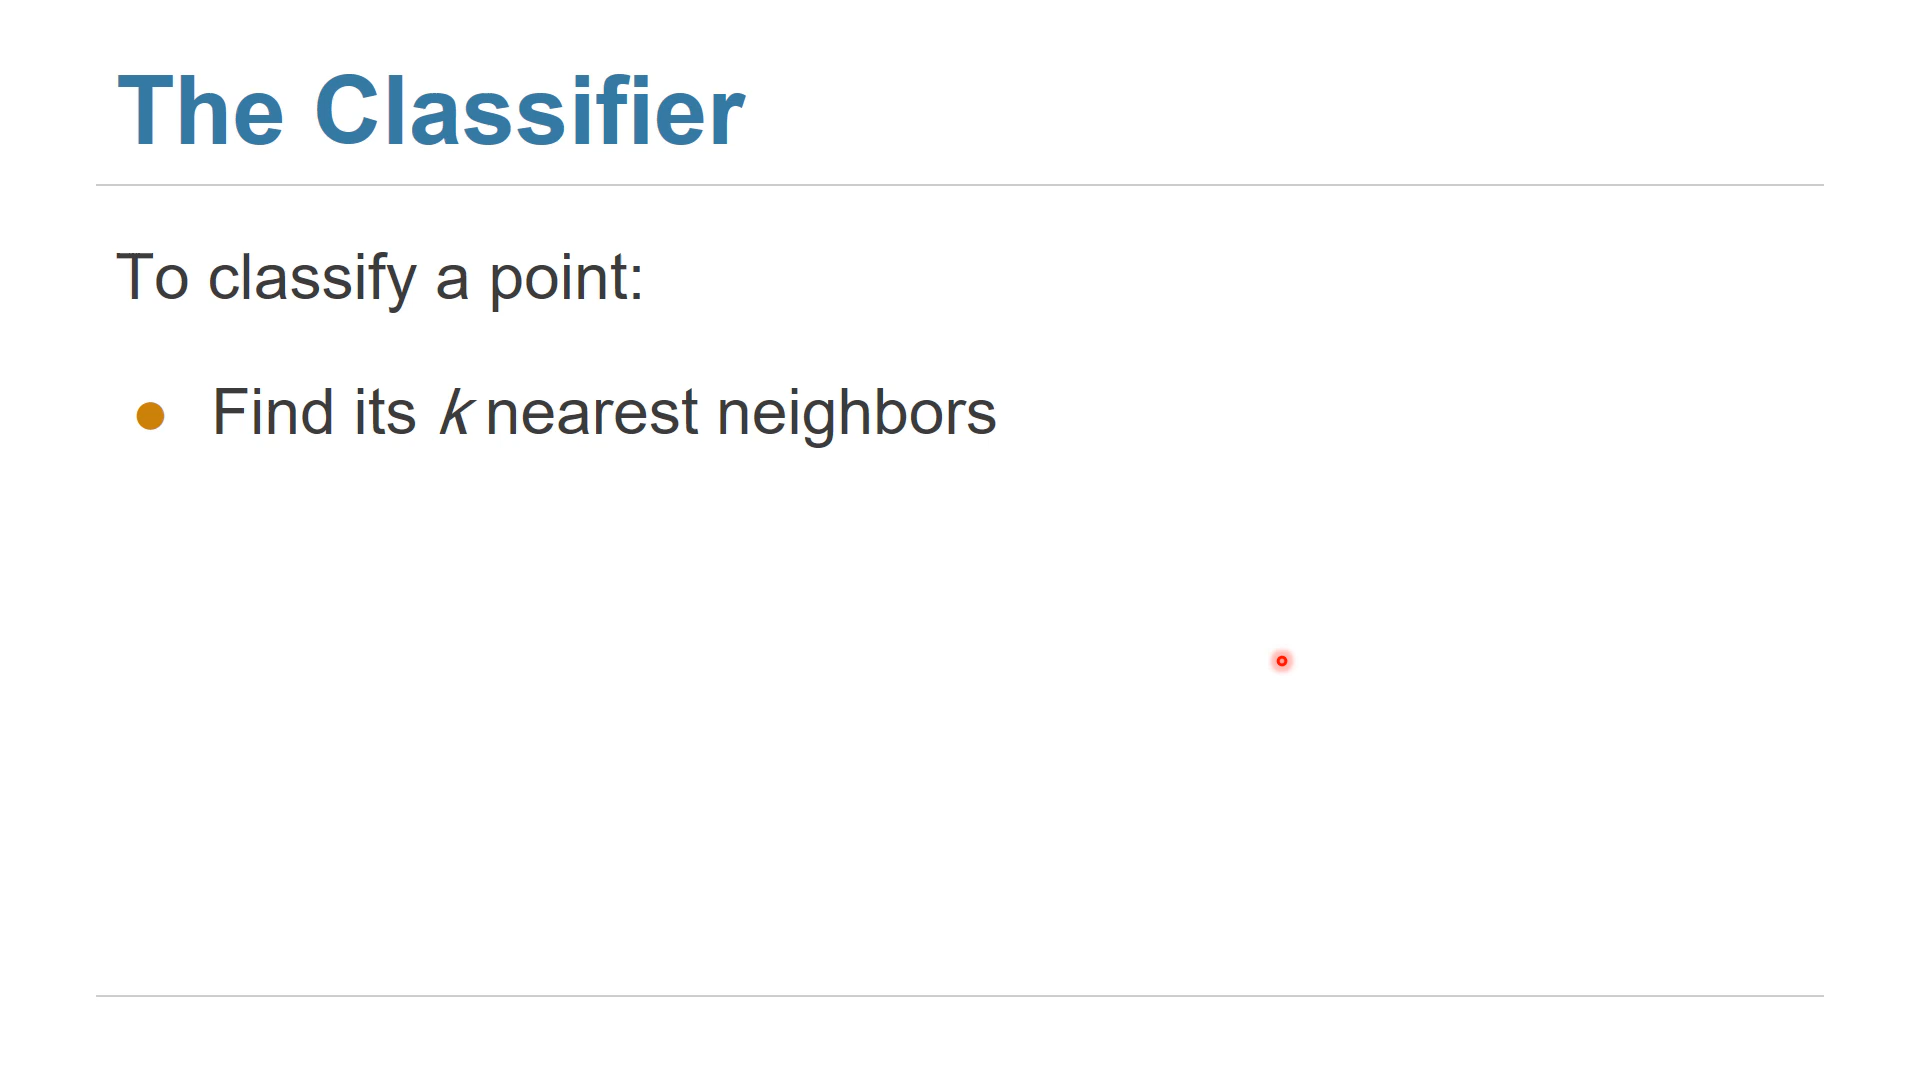 The Classifier
To classify a point:
● Find its k nearest neighbors